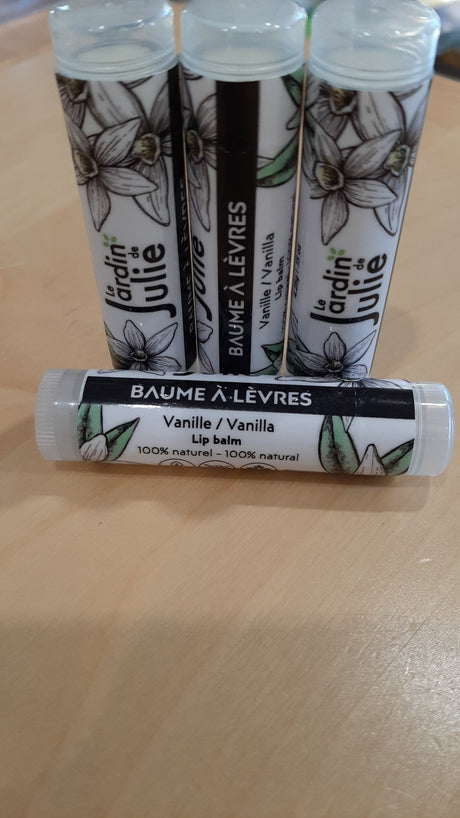 Le
Jardin
de
Julie
Julie
BAUME À LÈVRES
Vanille / Vanilla
Lip balm
Le
Jardin
de
Julie
BAUME À LÈVRES
Vanille / Vanilla
Lip balm
100% naturel - 100% natural